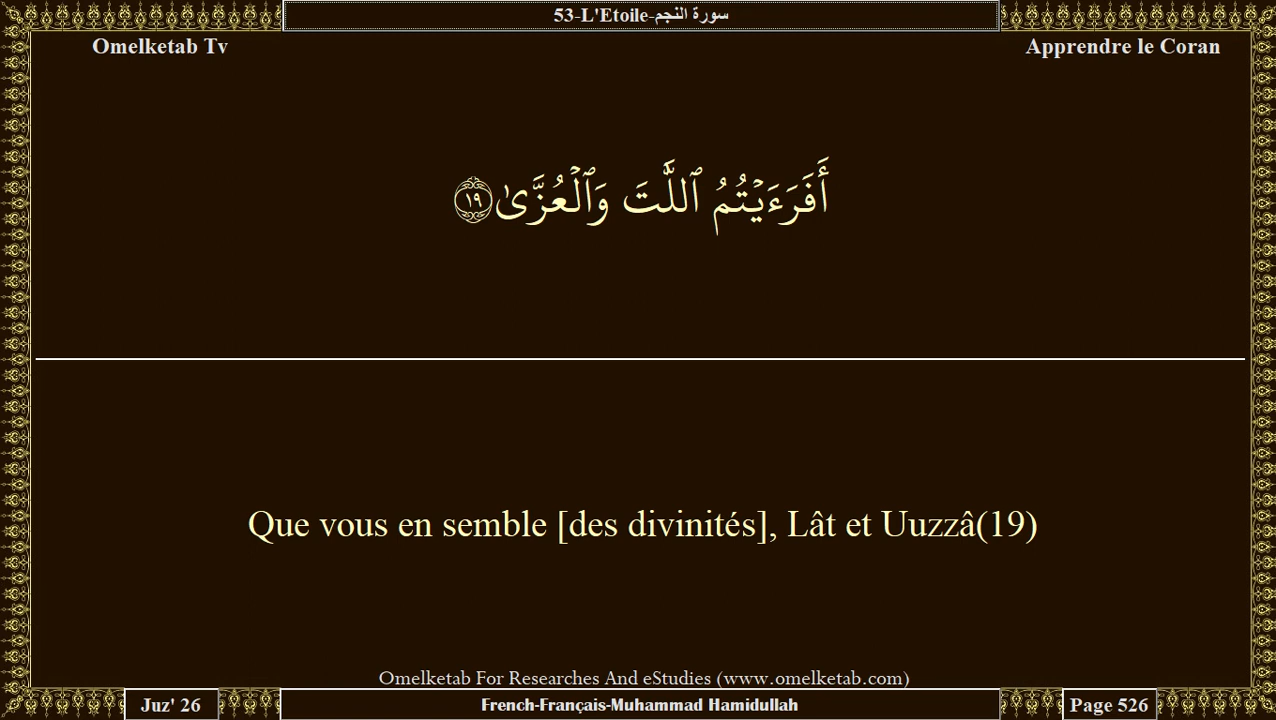 53-L'Etoile-سورة النجم
Omelketab Tv
Apprendre le Coran
أَفَرَءَيۡتُمُ ٱللَّٰتَ وَٱلۡعُزَّىٰ ١٩
Que vous en semble [des divinités], Lât et Uuzzâ(19)
Omelketab For Researches And eStudies (www.omelketab.com)
Juz' 26
French-Français-Muhammad Hamidullah
Page 526